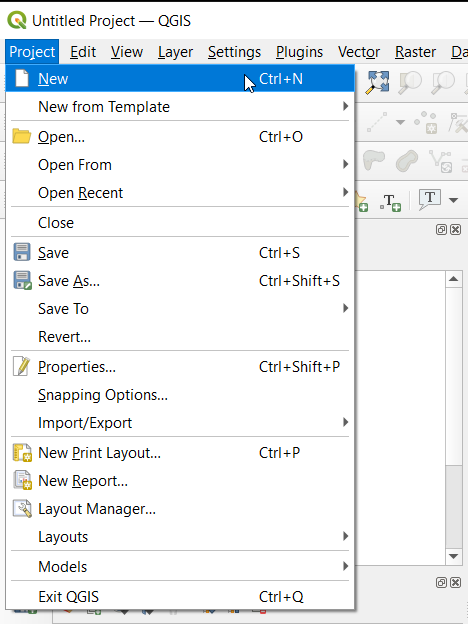 Untitled Project — QGIS
Project Edit View Layer Settings Plugins Vector Raster Da
New Ctrl+N
New from Template
Open... Ctrl+O
Open From
Open Recent
T
T
Close
Save Ctrl+S
Save As... Ctrl+Shift+S
Save To
Revert...
Properties... Ctrl+Shift+P
Snapping Options...
Import/Export
New Print Layout... Ctrl+P
New Report...
Layout Manager...
Layouts
Models
Exit QGIS Ctrl+Q